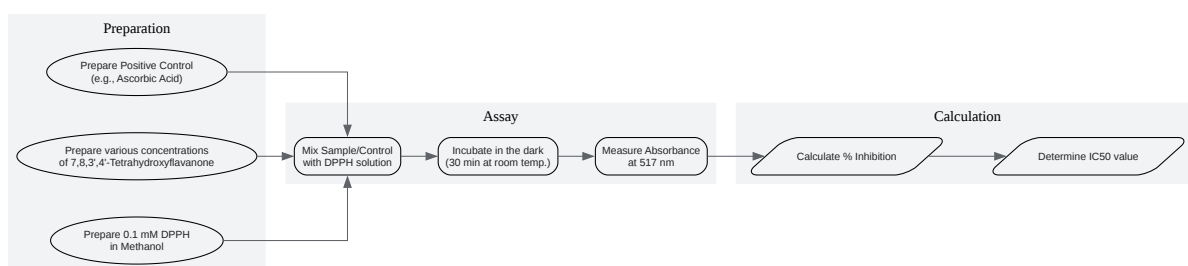 Preparation
Prepare Positive Control
(e.g., Ascorbic Acid)
Prepare various concentrations
of 7,8,3',4'-Tetrahydroxyflavanone
Prepare 0.1 mM DPPH
in Methanol
Assay
Mix Sample/Control
with DPPH solution
Incubate in the dark
(30 min at room temp.)
Measure Absorbance
at 517 nm
Calculation
Calculate % Inhibition
Determine IC50 value